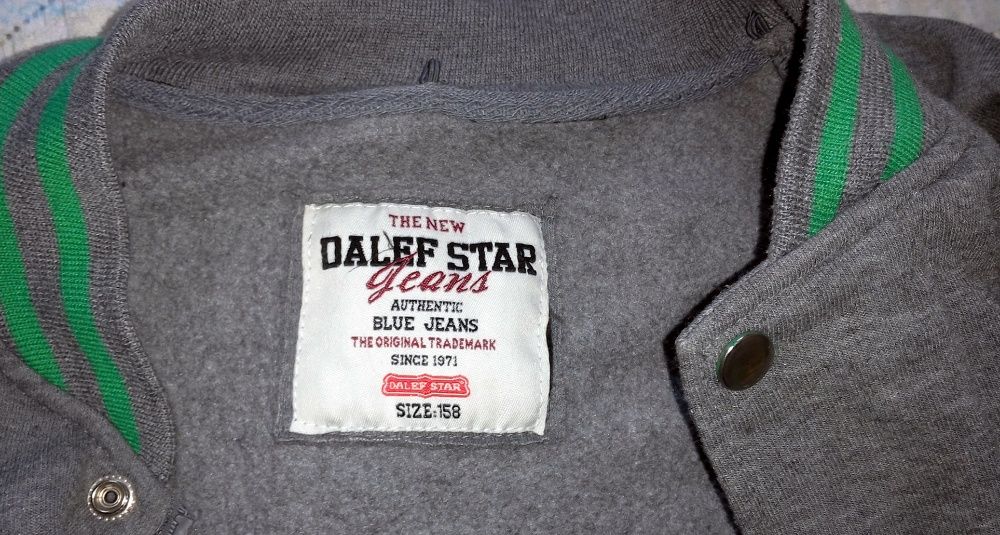 THE NEW
DALEF STAR
Jeans
AUTHENTIC
BLUE JEANS
THE ORIGINAL TRADEMARK
SINCE 1971
DALEF STAR
SIZE:158